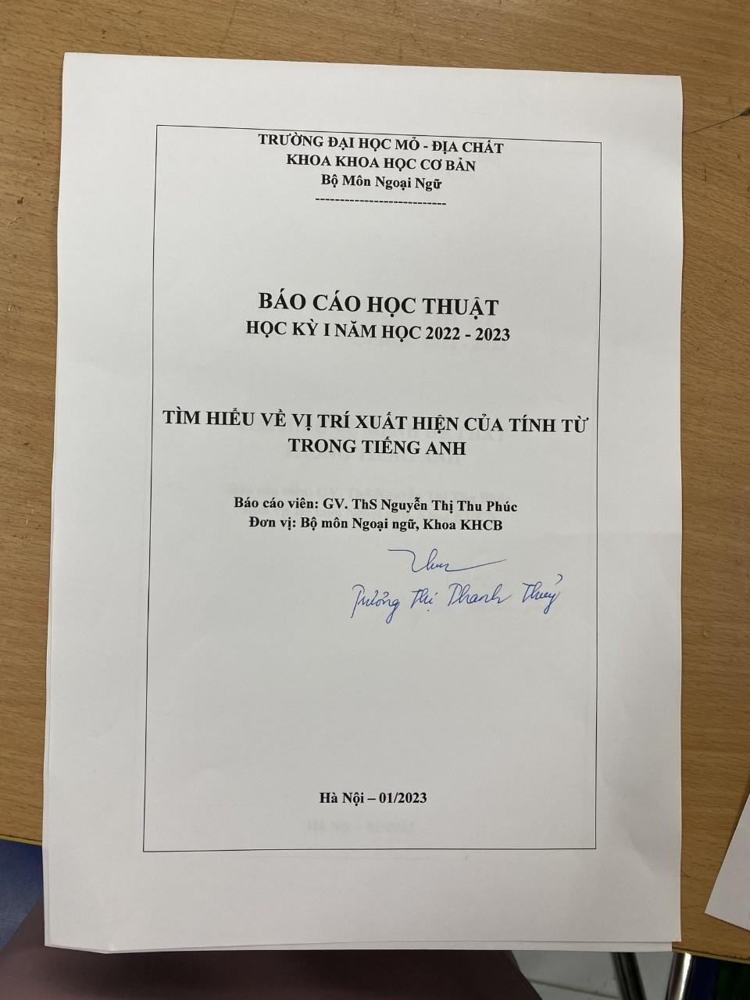 TRƯỜNG ĐẠI HỌC MỎ - ĐỊA CHẤT
KHOA KHOA HỌC CƠ BẢN
Bộ Môn Ngoại Ngữ
---------------------------
BÁO CÁO HỌC THUẬT
HỌC KỲ I NĂM HỌC 2022 - 2023
TÌM HIỂU VỀ VỊ TRÍ XUẤT HIỆN CỦA TÍNH TỪ
TRONG TIẾNG ANH
Báo cáo viên: GV. ThS Nguyễn Thị Thu Phúc
Đơn vị: Bộ môn Ngoại ngữ, Khoa KHCB
Trương Thị Thanh Thuỷ
Hà Nội – 01/2023